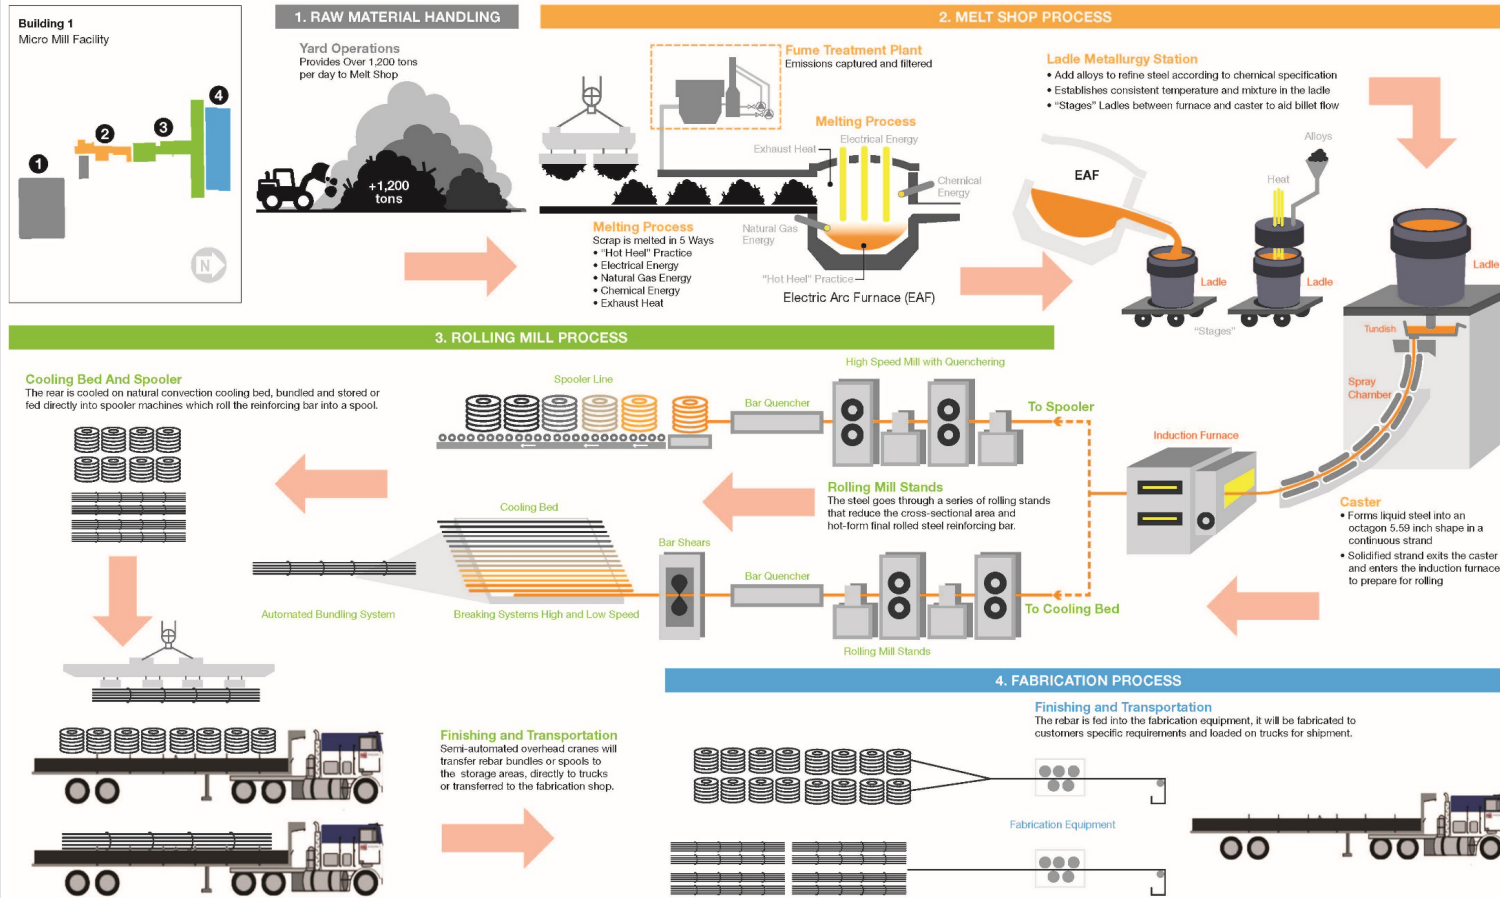 Building 1
Micro Mill Facility
1
2
3
4
N
1. RAW MATERIAL HANDLING
Yard Operations
Provides Over 1,200 tons
per day to Melt Shop
+1,200
tons
2. MELT SHOP PROCESS
Fume Treatment Plant
Emissions captured and filtered
Melting Process
Electrical Energy
Exhaust Heat
Chemical
Energy
Natural Gas
Energy
"Hot Heel" Practice
Electric Arc Furnace (EAF)
Melting Process
Scrap is melted in 5 Ways
• "Hot Heel" Practice
• Electrical Energy
• Natural Gas Energy
• Chemical Energy
• Exhaust Heat
Ladle Metallurgy Station
• Add alloys to refine steel according to chemical specification
• Establishes consistent temperature and mixture in the ladle
• "Stages" Ladles between furnace and caster to aid billet flow
EAF
Alloys
Heat
Ladle
Ladle
"Stages"
Ladle
Tundish
Spray
Chamber
Induction Furnace
Caster
• Forms liquid steel into an
octagon 5.59 inch shape in a
continuous strand
• Solidified strand exits the caster
and enters the induction furnace
to prepare for rolling
3. ROLLING MILL PROCESS
Cooling Bed And Spooler
The rear is cooled on natural convection cooling bed, bundled and stored or
fed directly into spooler machines which roll the reinforcing bar into a spool.
Spooler Line
High Speed Mill with Quenchering
Bar Quencher
To Spooler
Rolling Mill Stands
The steel goes through a series of rolling stands
that reduce the cross-sectional area and
hot-form final rolled steel reinforcing bar.
Cooling Bed
Bar Shears
Bar Quencher
To Cooling Bed
Automated Bundling System
Breaking Systems High and Low Speed
Rolling Mill Stands
Finishing and Transportation
Semi-automated overhead cranes will
transfer rebar bundles or spools to
the storage areas, directly to trucks
or transferred to the fabrication shop.
4. FABRICATION PROCESS
Finishing and Transportation
The rebar is fed into the fabrication equipment, it will be fabricated to
customers specific requirements and loaded on trucks for shipment.
Fabrication Equipment